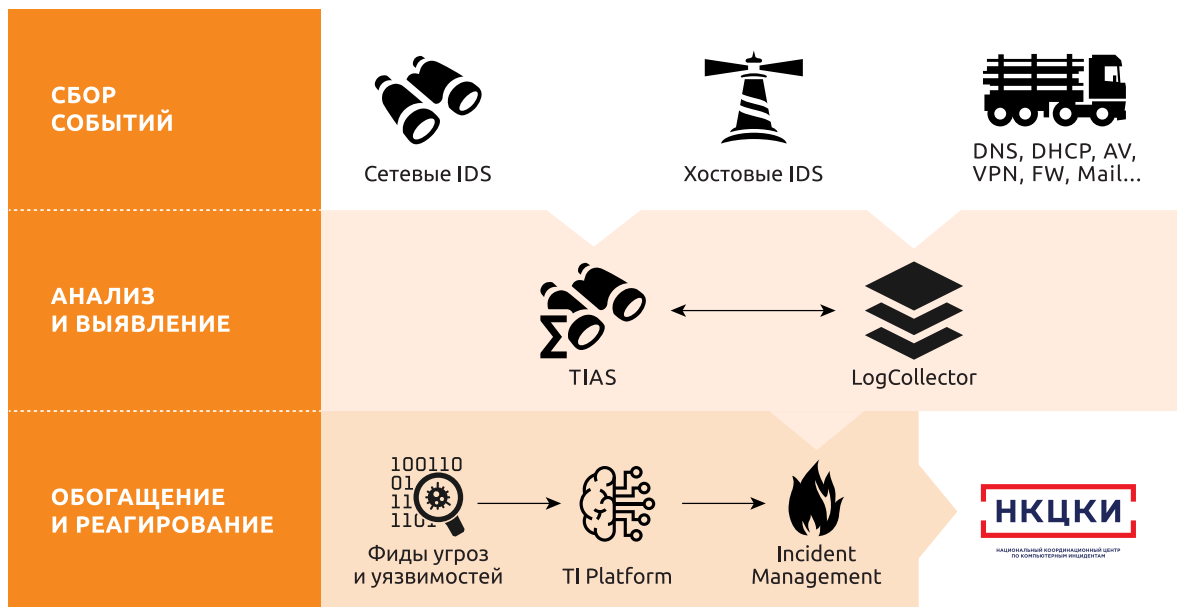 СБОР
СОБЫТИЙ
Сетевые IDS
Хостовые IDS
DNS, DHCP, AV,
VPN, FW, Mail...
АНАЛИЗ
И ВЫЯВЛЕНИЕ
Σ
TIAS
LogCollector
ОБОГАЩЕНИЕ
И РЕАГИРОВАНИЕ
100110
01
11
1101
Фиды угроз
и уязвимостей
TI Platform
Incident
Management
НКЦКИ
НАЦИОНАЛЬНЫЙ КООРДИНАЦИОННЫЙ ЦЕНТР
ПО КОМПЬЮТЕРНЫМ ИНЦИДЕНТАМ